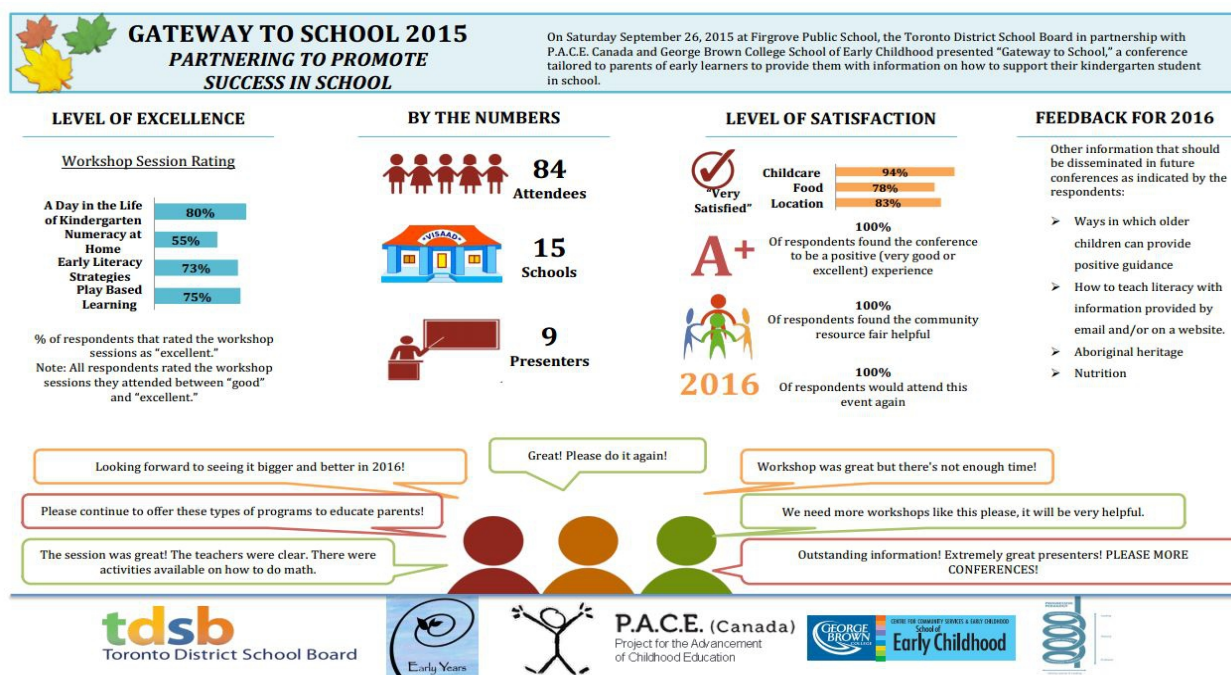 GATEWAY TO SCHOOL 2015
PARTNERING TO PROMOTE
SUCCESS IN SCHOOL
On Saturday September 26, 2015 at Firgrove Public School, the Toronto District School Board in partnership with
P.A.C.E. Canada and George Brown College School of Early Childhood presented “Gateway to School,” a conference
tailored to parents of early learners to provide them with information on how to support their kindergarten student
in school.
LEVEL OF EXCELLENCE
Workshop Session Rating
A Day in the Life
of Kindergarten
80%
Numeracy at
Home
55%
Early Literacy
Strategies
73%
Play Based
Learning
75%
% of respondents that rated the workshop
sessions as “excellent.”
Note: All respondents rated the workshop
sessions they attended between “good”
and “excellent.”
BY THE NUMBERS
84
Attendees
VISAAD
15
Schools
9
Presenters
LEVEL OF SATISFACTION
“Very
Satisfied”
Childcare 94%
Food 78%
Location 83%
A+
100%
Of respondents found the conference
to be a positive (very good or
excellent) experience
100%
Of respondents found the community
resource fair helpful
2016
100%
Of respondents would attend this
event again
FEEDBACK FOR 2016
Other information that should
be disseminated in future
conferences as indicated by the
respondents:
Ways in which older
children can provide
positive guidance
How to teach literacy with
information provided by
email and/or on a website.
Aboriginal heritage
Nutrition
Looking forward to seeing it bigger and better in 2016!
Please continue to offer these types of programs to educate parents!
The session was great! The teachers were clear. There were
activities available on how to do math.
Great! Please do it again!
Workshop was great but there's not enough time!
We need more workshops like this please, it will be very helpful.
Outstanding information! Extremely great presenters! PLEASE MORE
CONFERENCES!
tdsb
Toronto District School Board
Early Years
P.A.C.E. (Canada)
Project for the Advancement
of Childhood Education
GEORGE
BROWN
COLLEGE
CENTRE FOR COMMUNITY SERVICES & EARLY CHILDHOOD
School of
Early Childhood